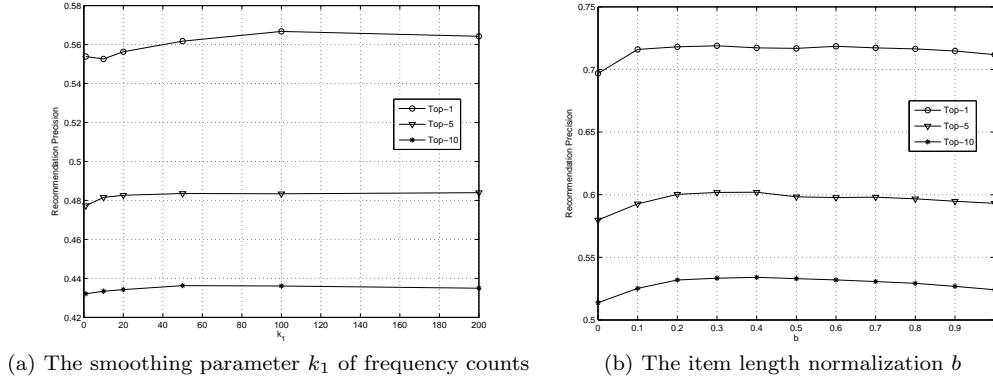 0.58
0.56
0.54
0.52
0.5
0.48
0.46
0.44
0.42
0 20 40 60 80 100 120 140 160 180 200
Recommendation Precision
k1
Top-1
Top-5
Top-10
0.75
0.7
0.65
0.6
0.55
0.5
0 0.1 0.2 0.3 0.4 0.5 0.6 0.7 0.8 0.9
Recommendation Precision
b
Top-1
Top-5
Top-10
(a) The smoothing parameter k1 of frequency counts
(b) The item length normalization b